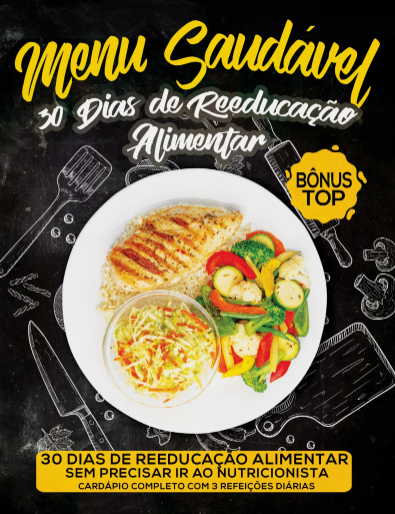 Menu Saudável
30 Dias de Reeducação
Alimentar
BÔNUS
TOP
30 DIAS DE REEDUCAÇÃO ALIMENTAR
SEM PRECISAR IR AO NUTRICIONISTA
CARDÁPIO COMPLETO COM 3 REFEIÇÕES DIÁRIAS